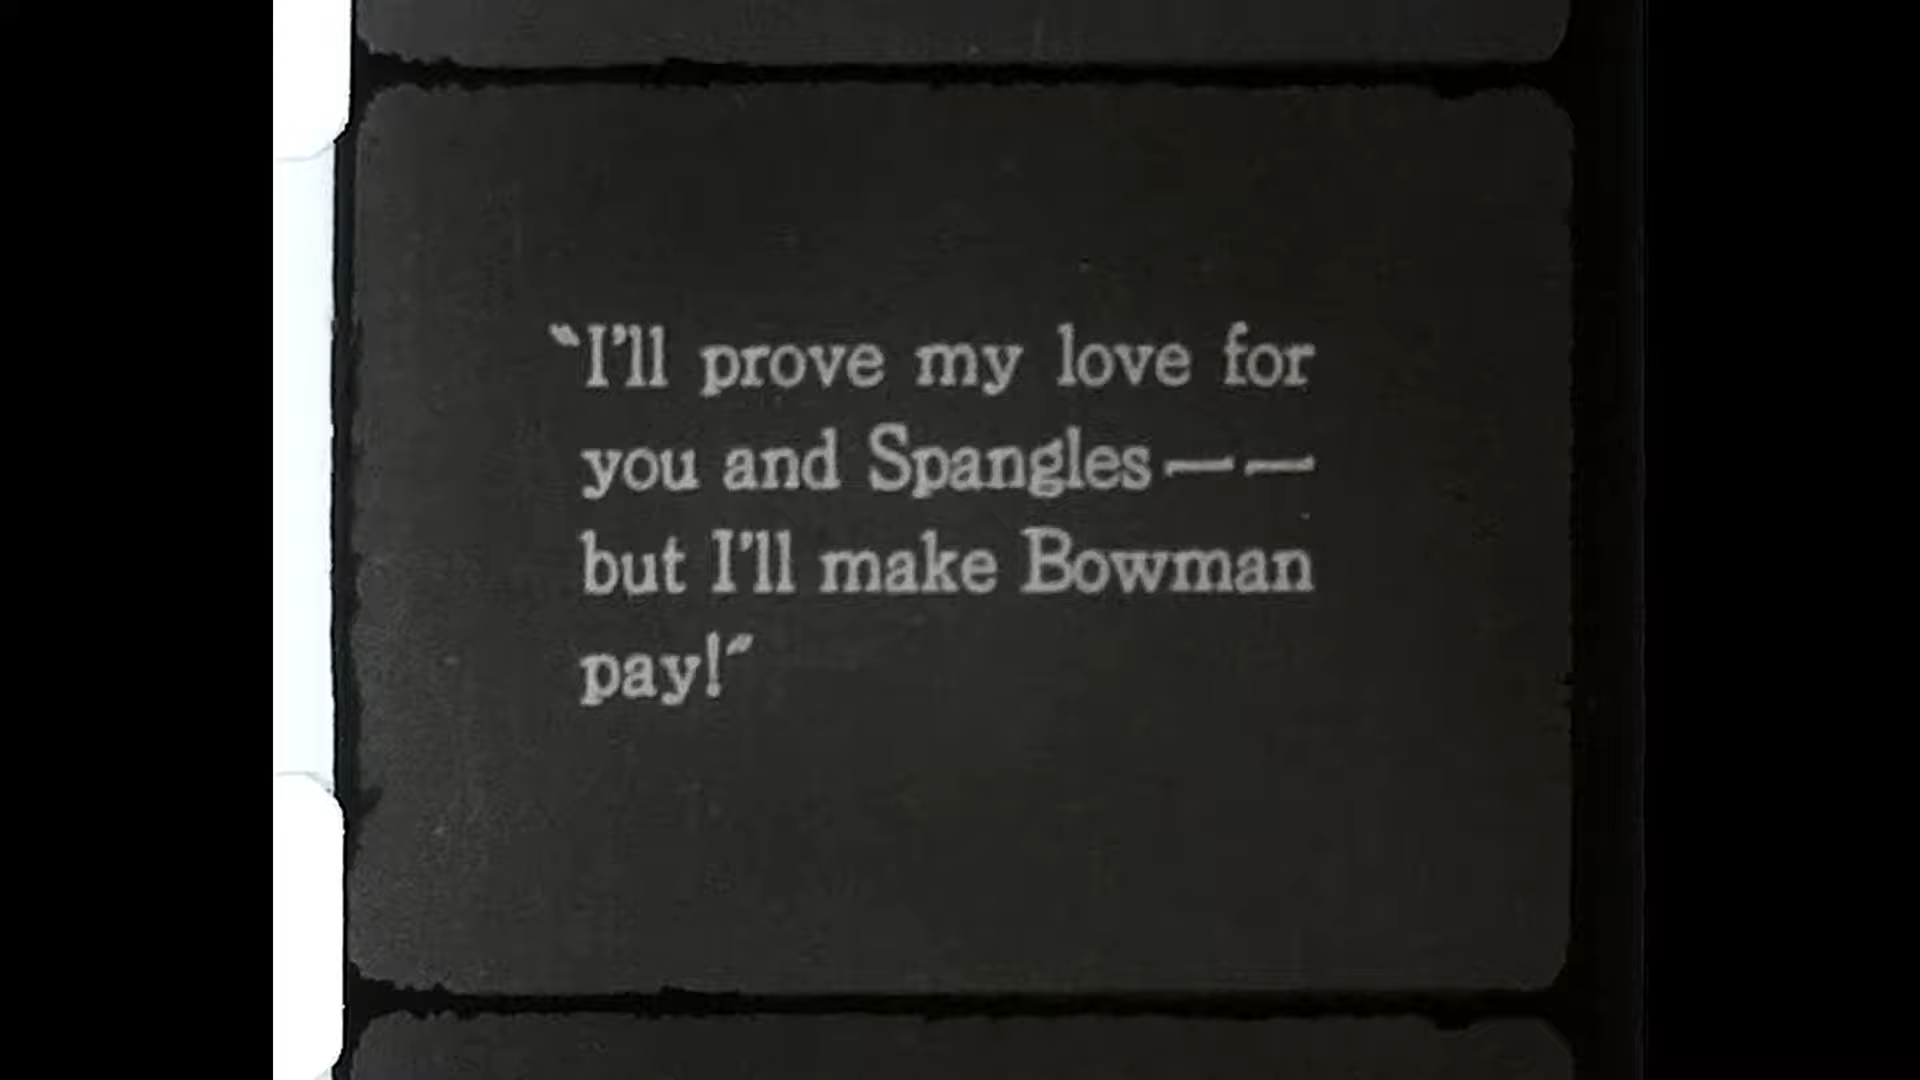 “I'll prove my love for
you and Spangles——
but I'll make Bowman
pay!”